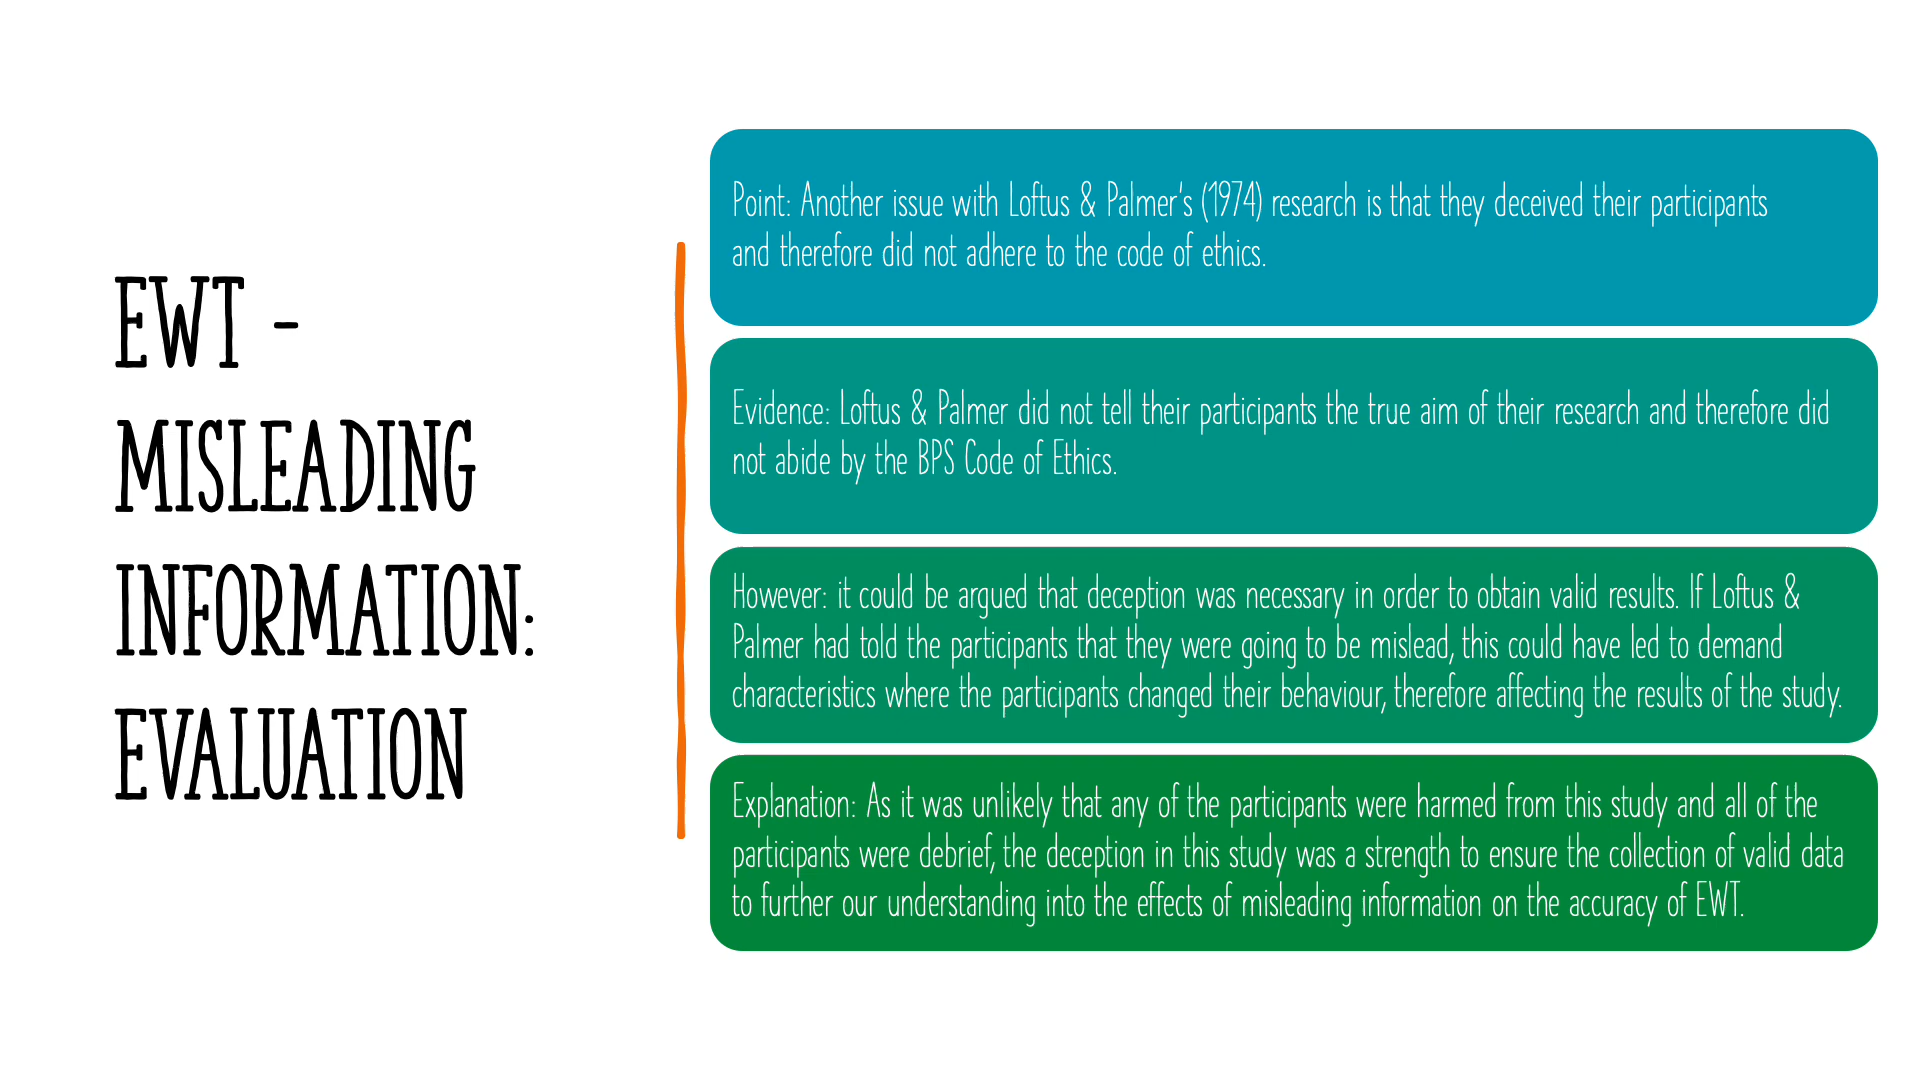 EWT -
MISLEADING
INFORMATION:
EVALUATION
Point: Another issue with Loftus & Palmer's (1974) research is that they deceived their participants
and therefore did not adhere to the code of ethics.
Evidence: Loftus & Palmer did not tell their participants the true aim of their research and therefore did
not abide by the BPS Code of Ethics.
However: it could be argued that deception was necessary in order to obtain valid results. If Loftus &
Palmer had told the participants that they were going to be mislead, this could have led to demand
characteristics where the participants changed their behaviour, therefore affecting the results of the study.
Explanation: As it was unlikely that any of the participants were harmed from this study and all of the
participants were debrief, the deception in this study was a strength to ensure the collection of valid data
to further our understanding into the effects of misleading information on the accuracy of EWT.